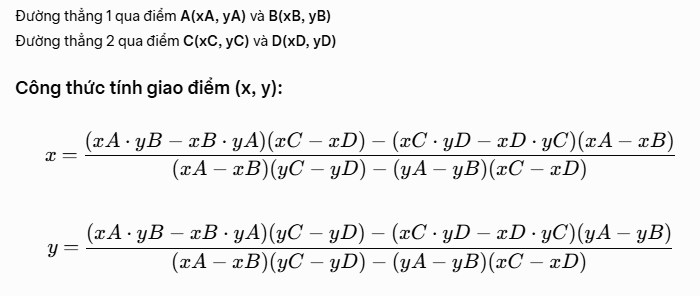 Đường thẳng 1 qua điểm A(xA, yA) và B(xB, yB)
Đường thẳng 2 qua điểm C(xC, yC) và D(xD, yD)
Công thức tính giao điểm (x, y):
x = \frac{(xA · yB − xB · yA)(xC − xD) − (xC · yD − xD · yC)(xA − xB)}{(xA − xB)(yC − yD) − (yA − yB)(xC − xD)}
y = \frac{(xA · yB − xB · yA)(yC − yD) − (xC · yD − xD · yC)(yA − yB)}{(xA − xB)(yC − yD) − (yA − yB)(xC − xD)}